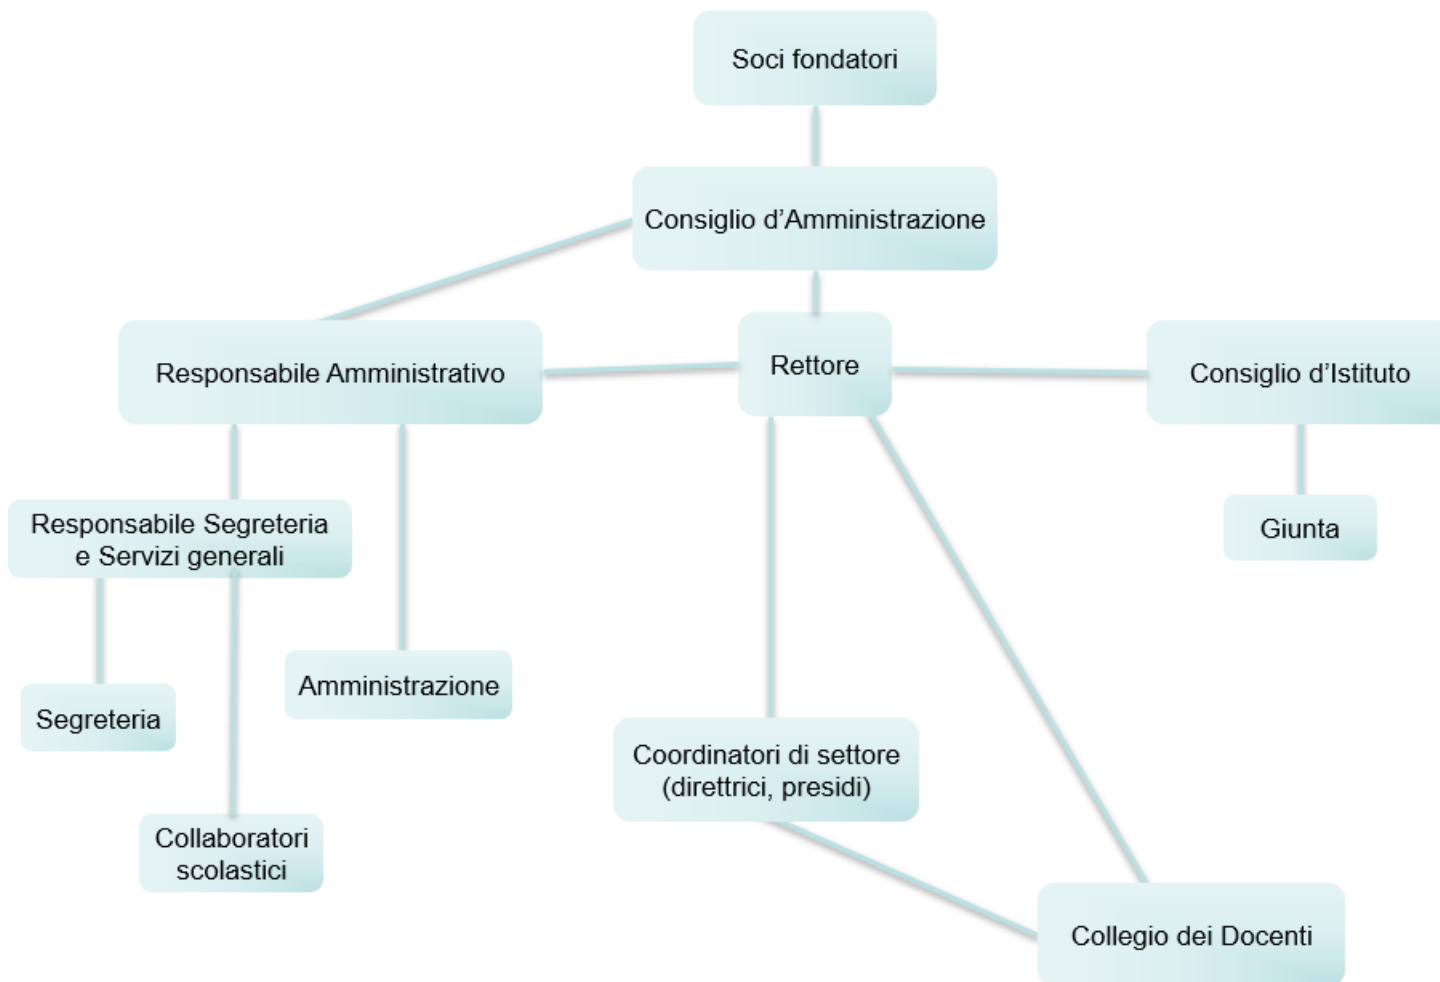 Soci fondatori
Consiglio d’Amministrazione
Responsabile Amministrativo
Rettore
Consiglio d’Istituto
Responsabile Segreteria
e Servizi generali
Giunta
Amministrazione
Segreteria
Coordinatori di settore
(direttrici, presidi)
Collaboratori
scolastici
Collegio dei Docenti